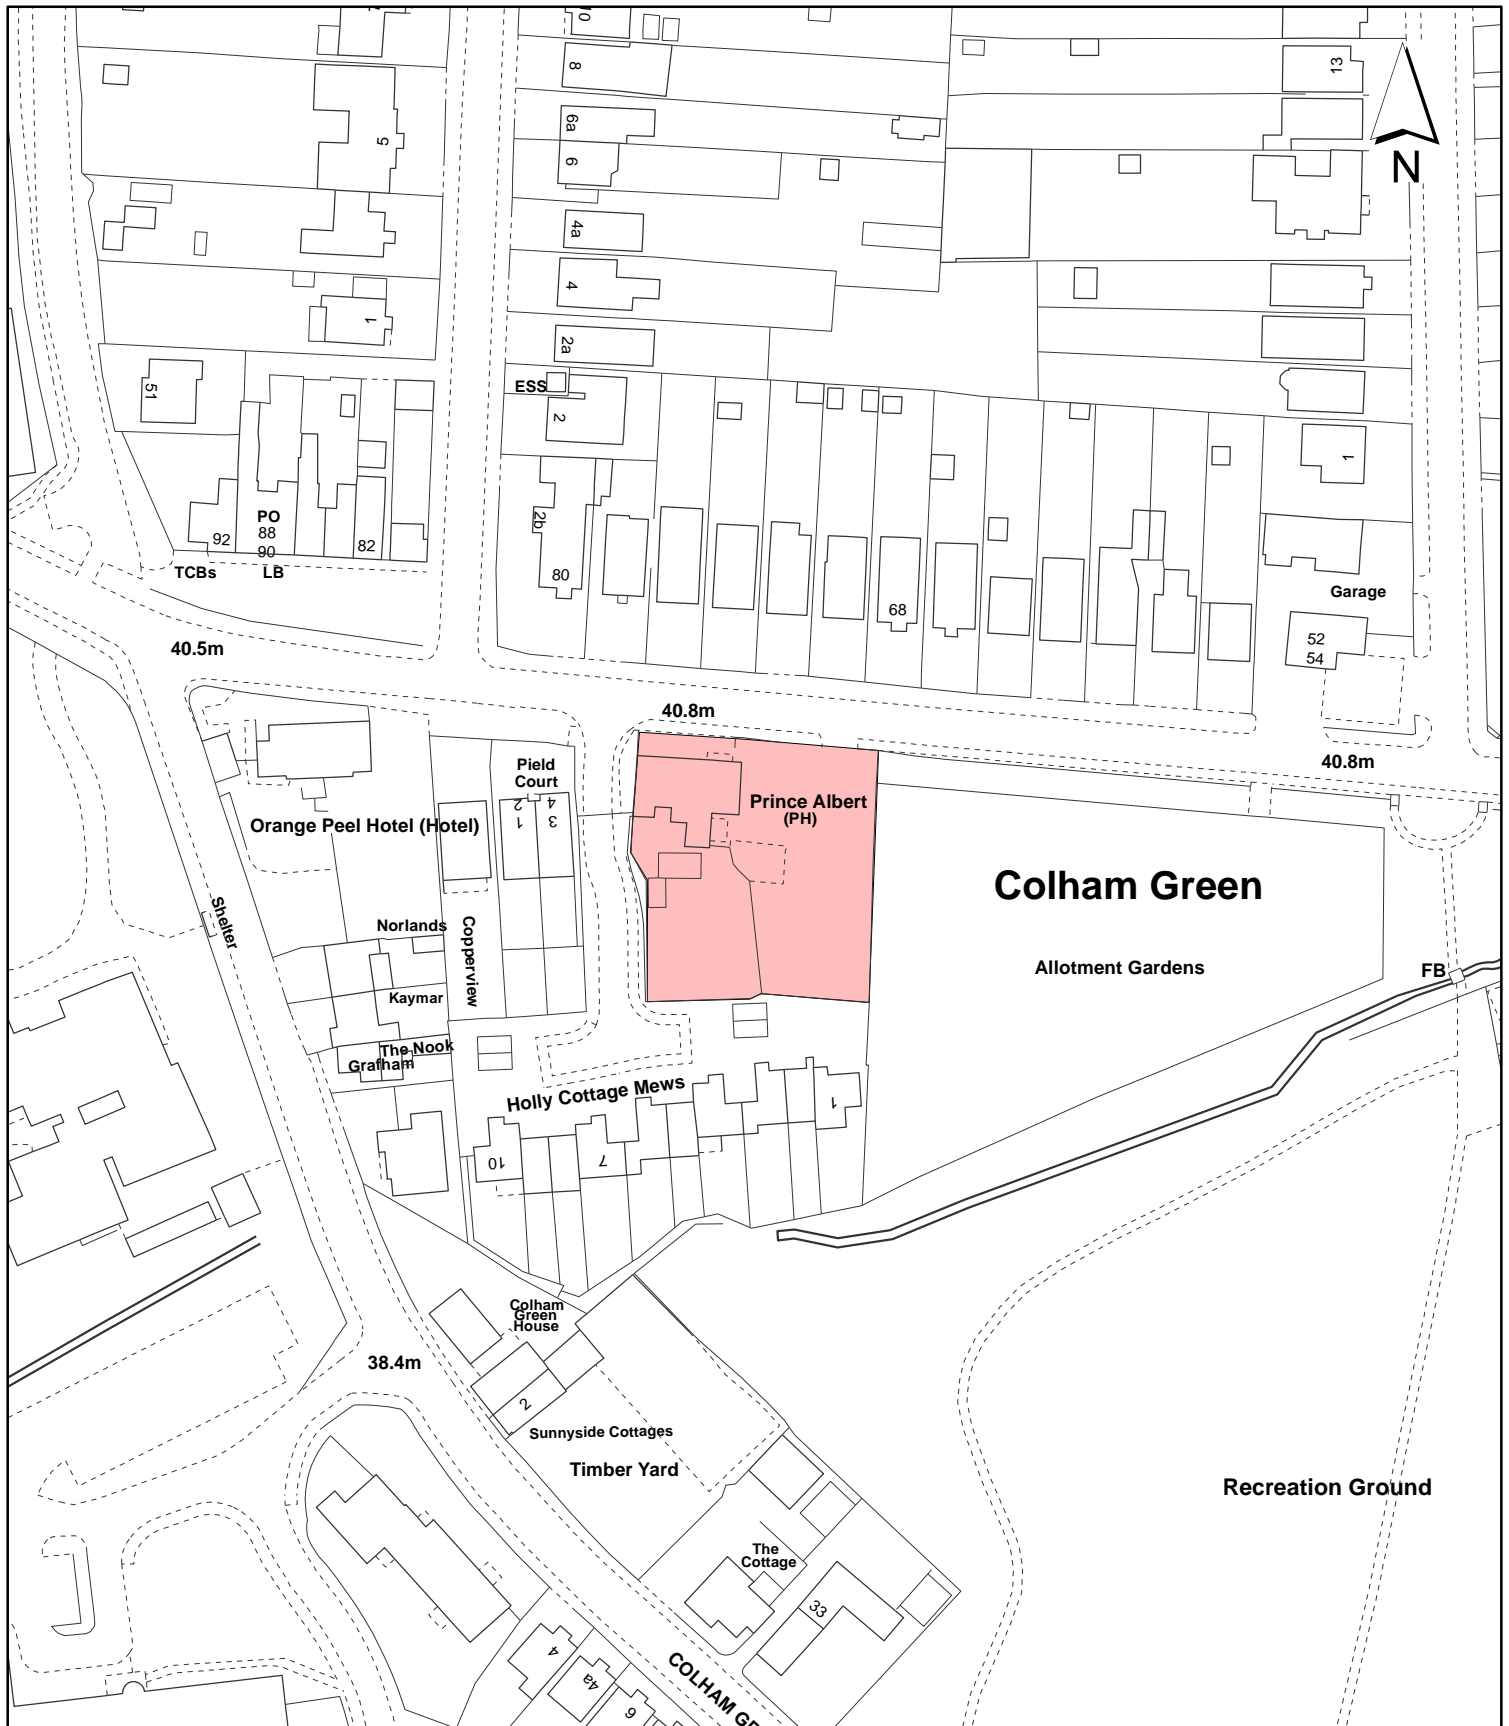 10
8
13
6a
5
6
N
4a
4
1
2a
51
ESS
2
1
2b
PO
88
92
90
82
TCBs
LB
80
68
Garage
52
54
40.5m
40.8m
40.8m
Pield
Court
2
4
1
3
Prince Albert
(PH)
Orange Peel Hotel (Hotel)
Colham Green
Shelter
Norlands
Copperview
Allotment Gardens
FB
Kaymar
The Nook
Grafham
Holly Cottage Mews
1
10
7
Colham
Green
House
38.4m
2
Sunnyside Cottages
Timber Yard
Recreation Ground
The
Cottage
33
4
4a
6
COLHAM